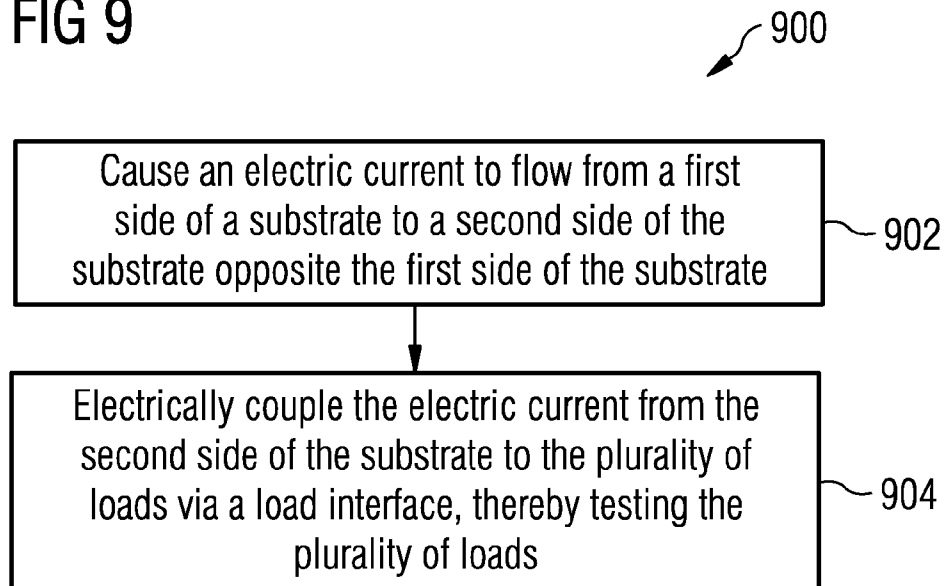 FIG 9
900
Cause an electric current to flow from a first
side of a substrate to a second side of the
substrate opposite the first side of the substrate
902
Electrically couple the electric current from the
second side of the substrate to the plurality of
loads via a load interface, thereby testing the
plurality of loads
904